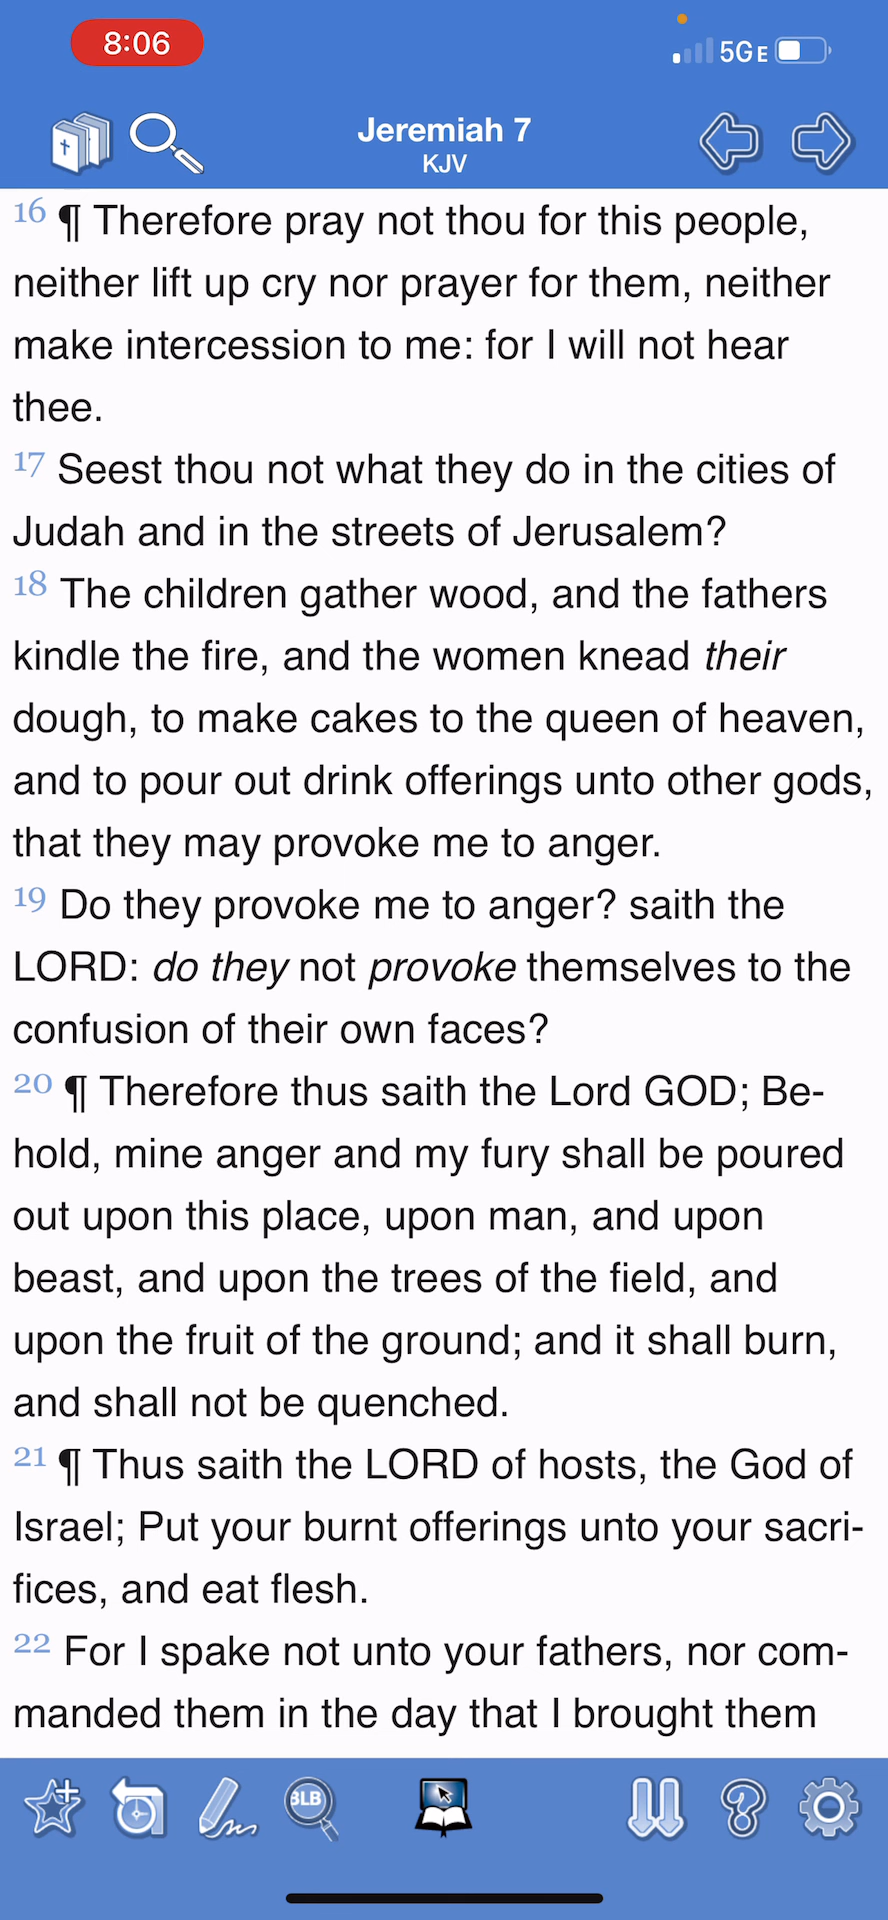 8:06
5GE
Jeremiah 7
KJV
16 ¶ Therefore pray not thou for this people,
neither lift up cry nor prayer for them, neither
make intercession to me: for I will not hear
thee.
17 Seest thou not what they do in the cities of
Judah and in the streets of Jerusalem?
18 The children gather wood, and the fathers
kindle the fire, and the women knead their
dough, to make cakes to the queen of heaven,
and to pour out drink offerings unto other gods,
that they may provoke me to anger.
19 Do they provoke me to anger? saith the
LORD: do they not provoke themselves to the
confusion of their own faces?
20 ¶ Therefore thus saith the Lord GOD; Be-
hold, mine anger and my fury shall be poured
out upon this place, upon man, and upon
beast, and upon the trees of the field, and
upon the fruit of the ground; and it shall burn,
and shall not be quenched.
21 ¶ Thus saith the LORD of hosts, the God of
Israel; Put your burnt offerings unto your sacri-
fices, and eat flesh.
22 For I spake not unto your fathers, nor com-
manded them in the day that I brought them
BLB